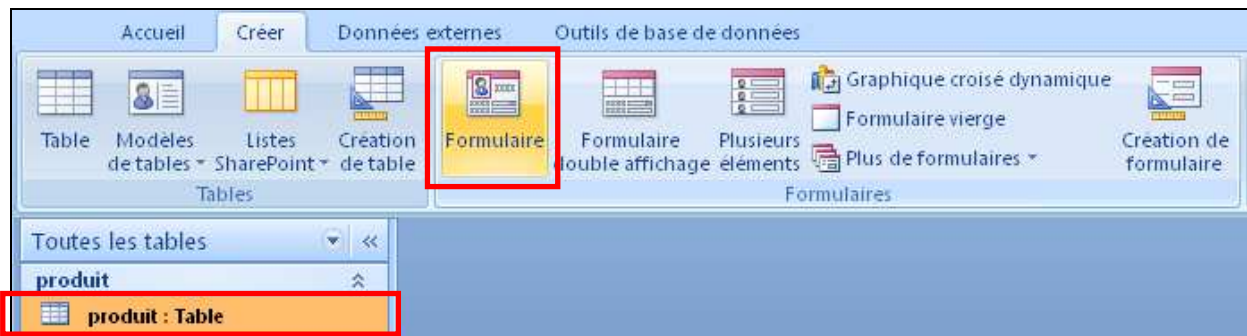 Accueil Créer Données externes Outils de base de données
Table
Modèles de tables
Listes SharePoint
Création de table
Formulaire
Formulaire double affichage
Plusieurs éléments
Graphique croisé dynamique
Formulaire vierge
Plus de formulaires
Création de formulaire
Tables
Formulaires
Toutes les tables
produit
produit : Table